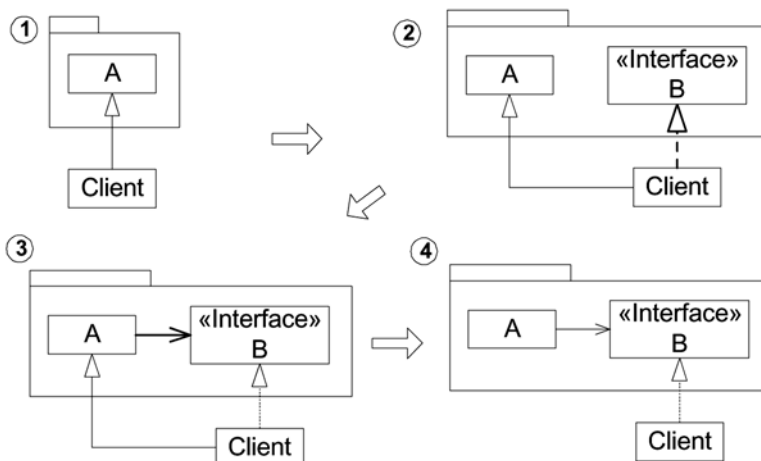 1
A
Client
2
A
«Interface»
B
Client
3
A
«Interface»
B
Client
4
A
«Interface»
B
Client